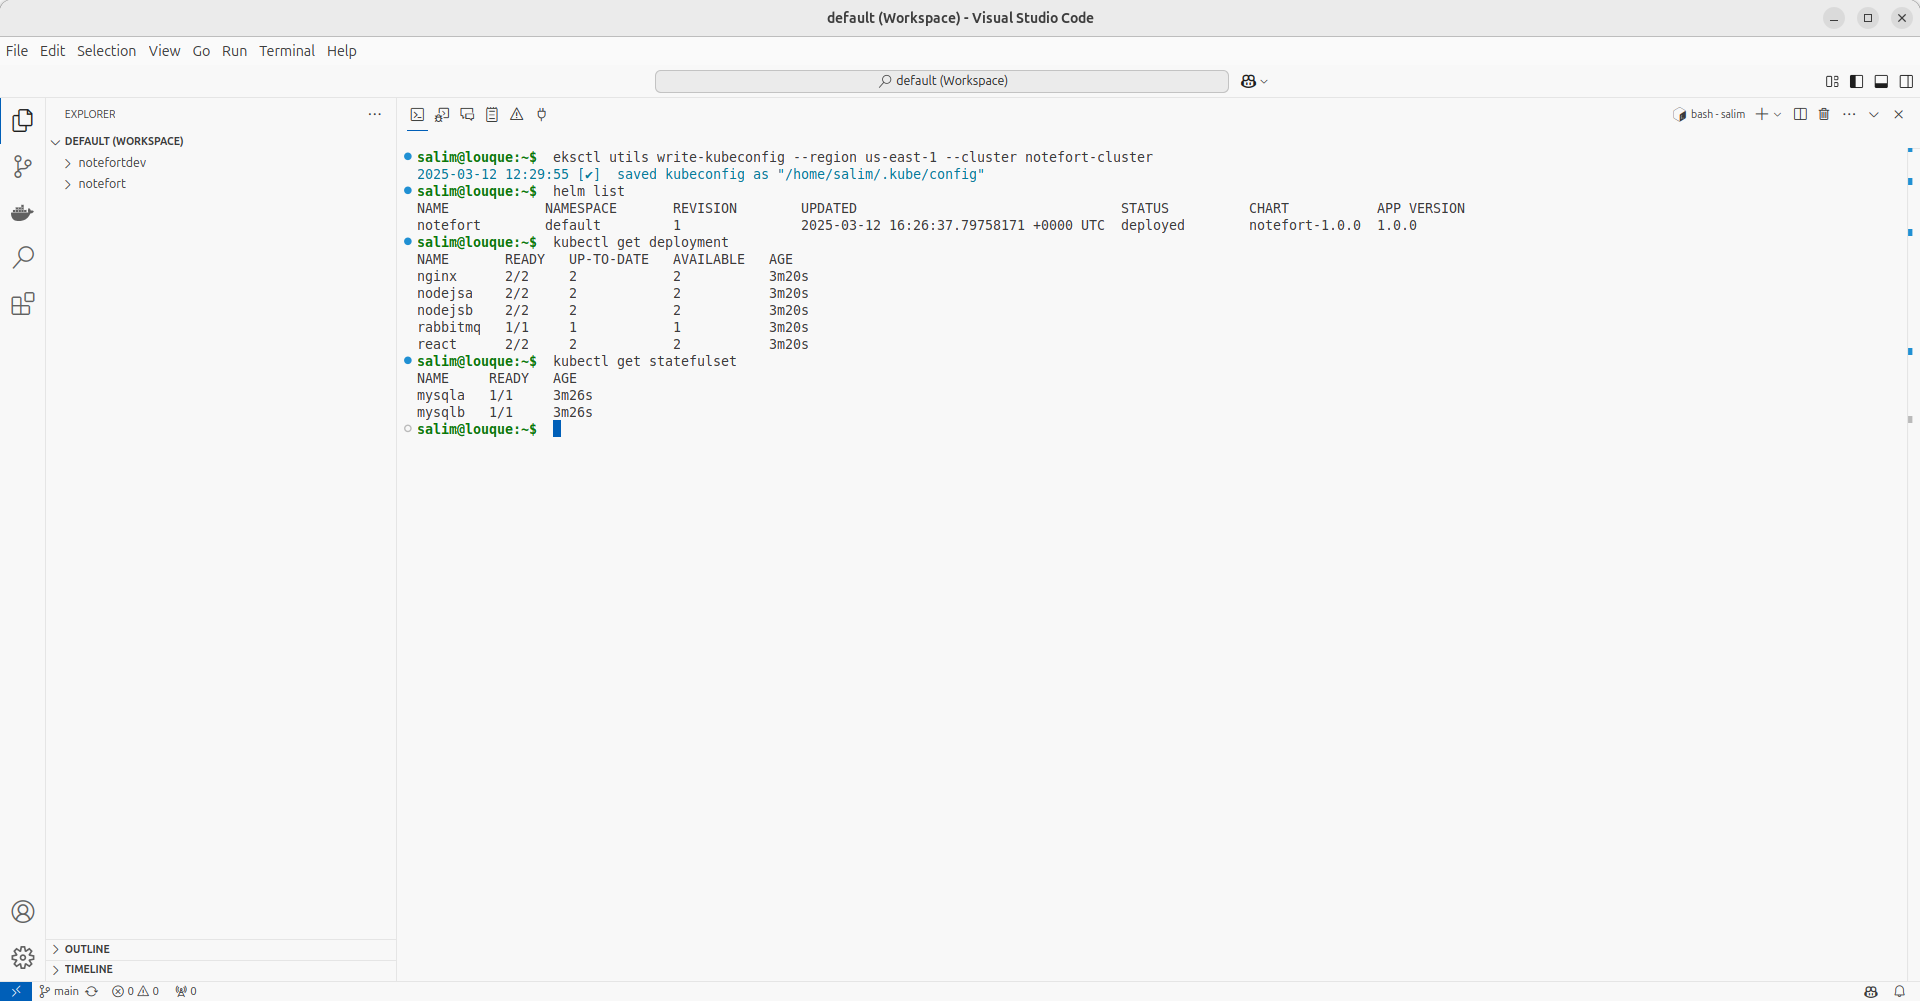 default (Workspace) - Visual Studio Code
File Edit Selection View Go Run Terminal Help
default (Workspace)
EXPLORER
bash - salim
DEFAULT (WORKSPACE)
notefortdev
notefort
salim@louque:~$ eksctl utils write-kubeconfig --region us-east-1 --cluster notefort-cluster
2025-03-12 12:29:55 [✔] saved kubeconfig as "/home/salim/.kube/config"
salim@louque:~$ helm list
NAME NAMESPACE REVISION UPDATED STATUS CHART APP VERSION
notefort default 1 2025-03-12 16:26:37.79758171 +0000 UTC deployed notefort-1.0.0 1.0.0
salim@louque:~$ kubectl get deployment
NAME READY UP-TO-DATE AVAILABLE AGE
nginx 2/2 2 2 3m20s
nodejsa 2/2 2 2 3m20s
nodejsb 2/2 2 2 3m20s
rabbitmq 1/1 1 1 3m20s
react 2/2 2 2 3m20s
salim@louque:~$ kubectl get statefulset
NAME READY AGE
mysqla 1/1 3m26s
mysqlb 1/1 3m26s
salim@louque:~$
OUTLINE
TIMELINE
main 0 0 0